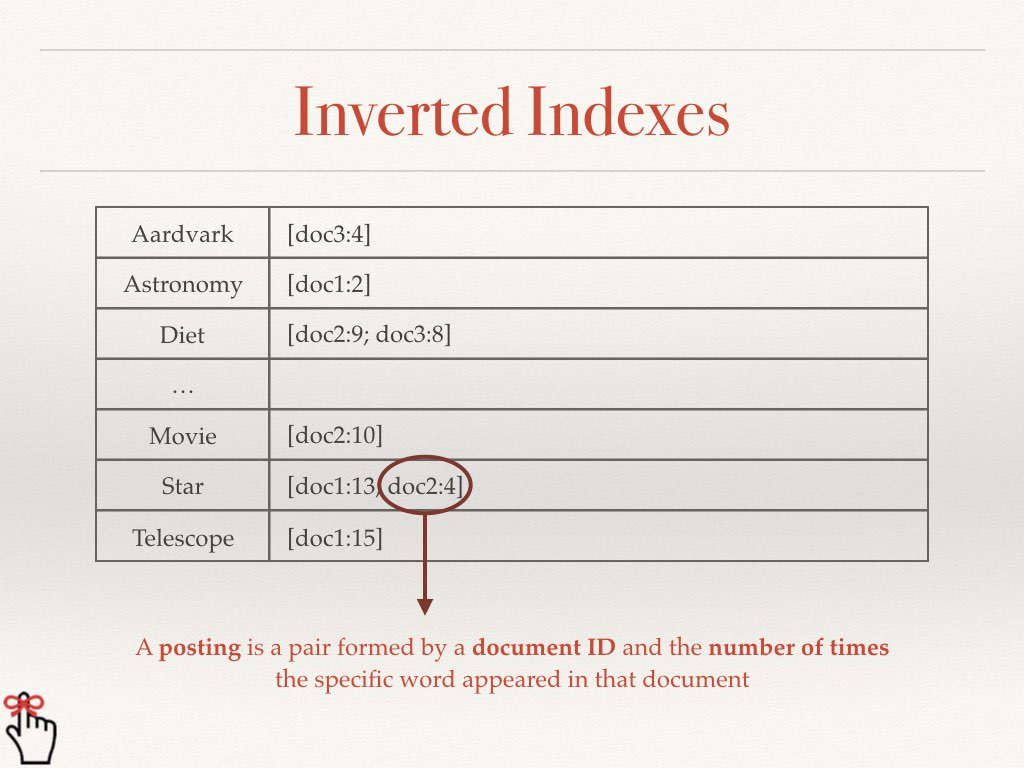 Inverted Indexes
Aardvark [doc3:4]
Astronomy [doc1:2]
Diet [doc2:9; doc3:8]
…
Movie [doc2:10]
Star [doc1:13; doc2:4]
Telescope [doc1:15]
A posting is a pair formed by a document ID and the number of times
the specific word appeared in that document